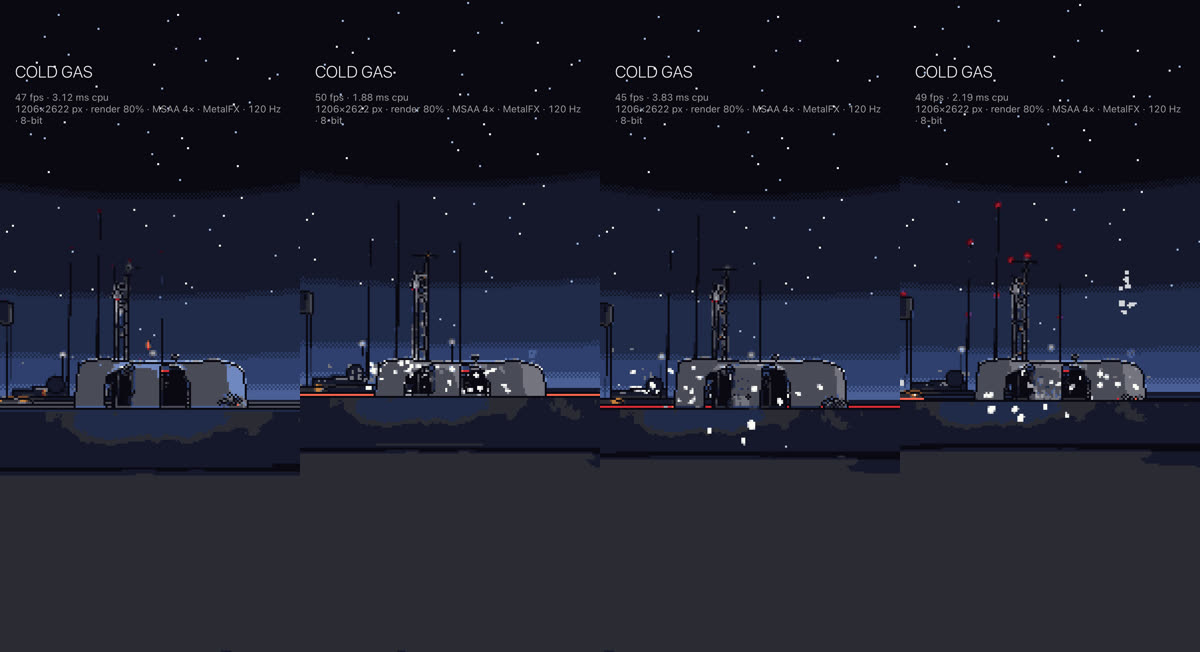 COLD GAS
47 fps · 3.12 ms cpu
1206×2622 px · render 80% · MSAA 4× · MetalFX · 120 Hz
· 8-bit
COLD GAS
50 fps · 1.88 ms cpu
1206×2622 px · render 80% · MSAA 4× · MetalFX · 120 Hz
· 8-bit
COLD GAS
45 fps · 3.83 ms cpu
1206×2622 px · render 80% · MSAA 4× · MetalFX · 120 Hz
· 8-bit
COLD GAS
49 fps · 2.19 ms cpu
1206×2622 px · render 80% · MSAA 4× · MetalFX · 120 Hz
· 8-bit